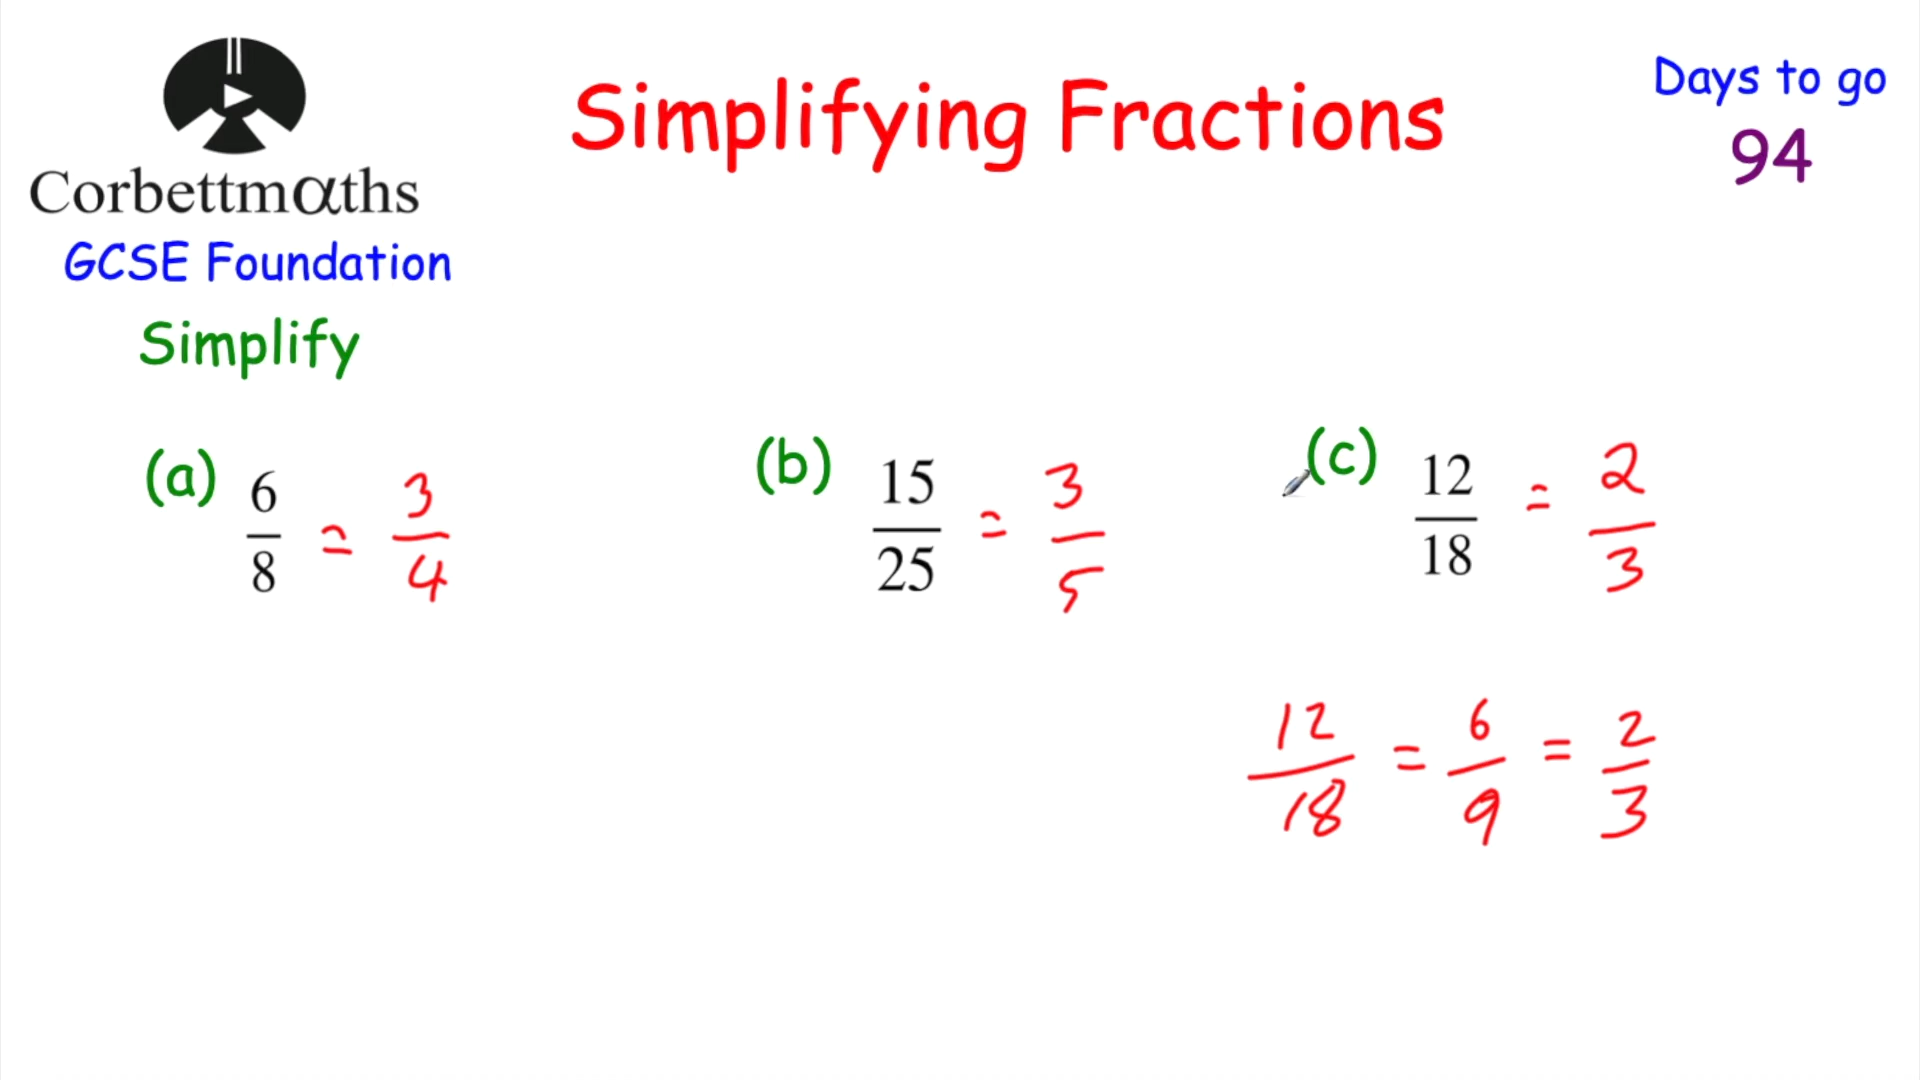 Corbettmαths
Simplifying Fractions
Days to go
94
GCSE Foundation
Simplify
(a) 6/8 = 3/4
(b) 15/25 = 3/5
(c) 12/18 = 2/3
12/18 = 6/9 = 2/3